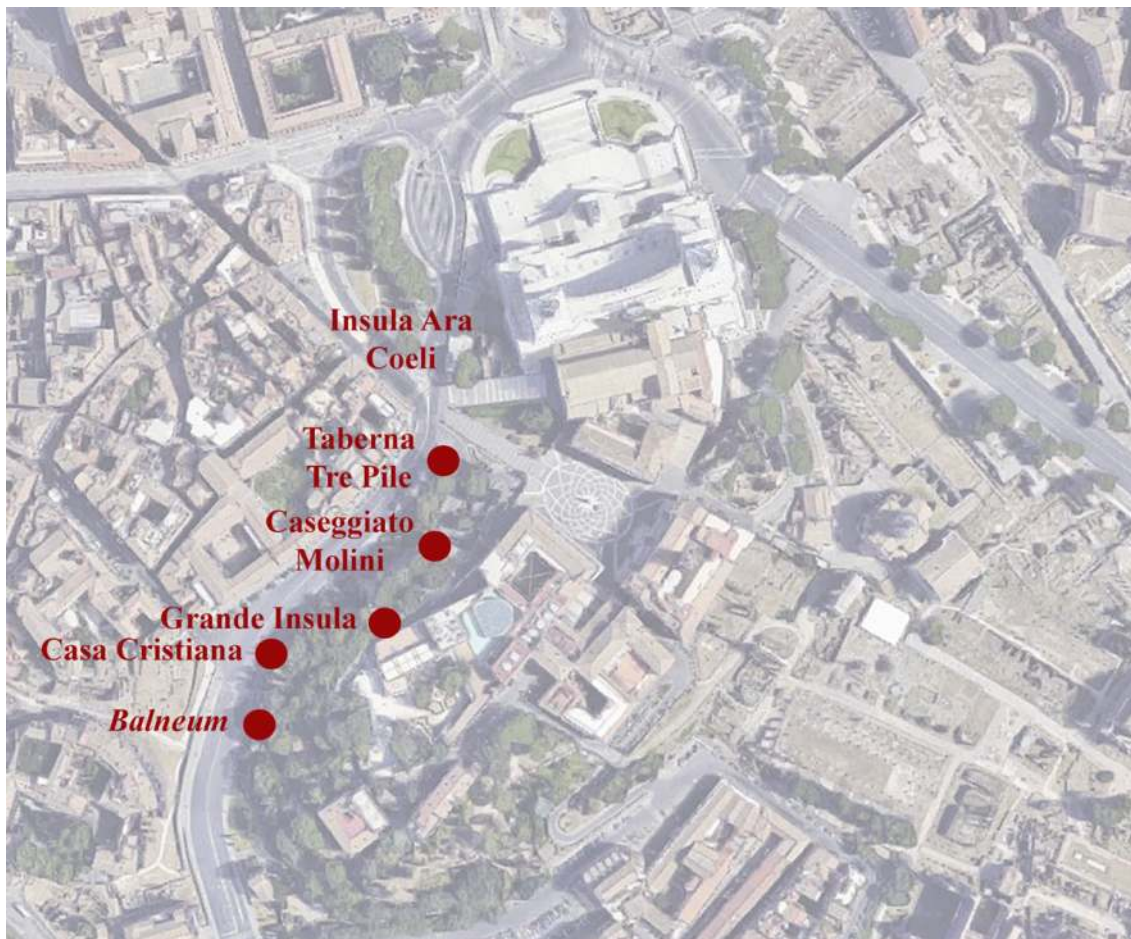 Insula Ara
Coeli
Taberna
Tre Pile
Caseggiato
Molini
Grande Insula
Casa Cristiana
Balneum